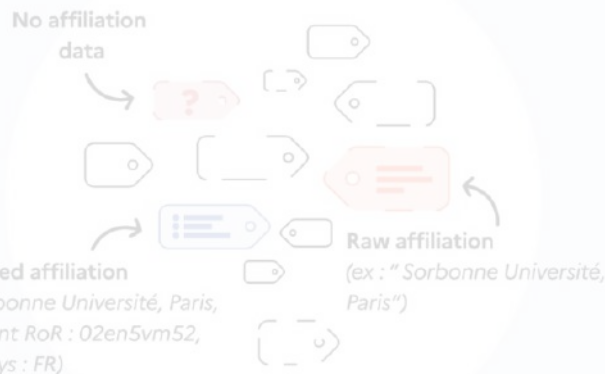 No affiliation
data
?
Raw affiliation
(ex : " Sorbonne Université,
Paris")
ed affiliation
bonne Université, Paris,
nt RoR : 02en5vm52,
ys : FR)